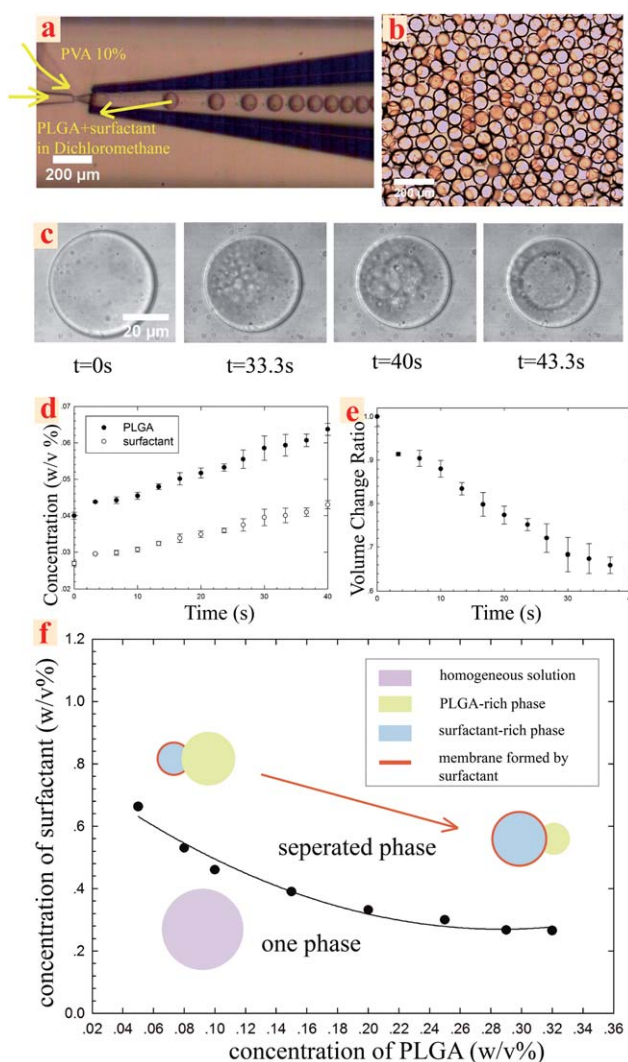 a
PVA 10%
PLGA+surfactant
in Dichloromethane
200 μm
b
200 μm
c
20 μm
t=0s
t=33.3s
t=40s
t=43.3s
d
Concentration (w/v %)
.07
.06
.05
.04
.03
.02
PLGA
surfactant
0
10
20
30
40
Time (s)
e
Volume Change Ratio
1.0
.9
.8
.7
.6
0
10
20
30
40
Time (s)
f
concentration of surfactant (w/v%)
1.2
1.0
.8
.6
.4
.2
0
homogeneous solution
PLGA-rich phase
surfactant-rich phase
membrane formed by
surfactant
seperated phase
one phase
.02 .04 .06 .08 .10 .12 .14 .16 .18 .20 .22 .24 .26 .28 .30 .32 .34 .36
concentration of PLGA (w/v%)